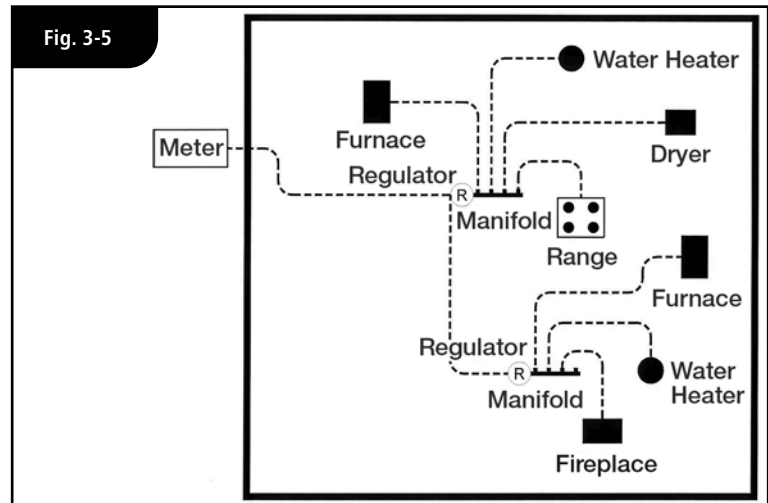 Fig. 3-5
Water Heater
Furnace
Dryer
Meter
Regulator
R
Manifold
Range
Furnace
Regulator
R
Water
Heater
Manifold
Fireplace